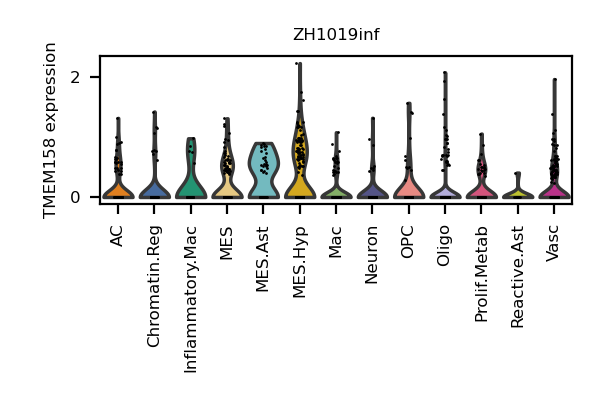 ZH1019inf
TMEM158 expression
2
0
AC
Chromatin.Reg
Inflammatory.Mac
MES
MES.Ast
MES.Hyp
Mac
Neuron
OPC
Oligo
Prolif.Metab
Reactive.Ast
Vasc